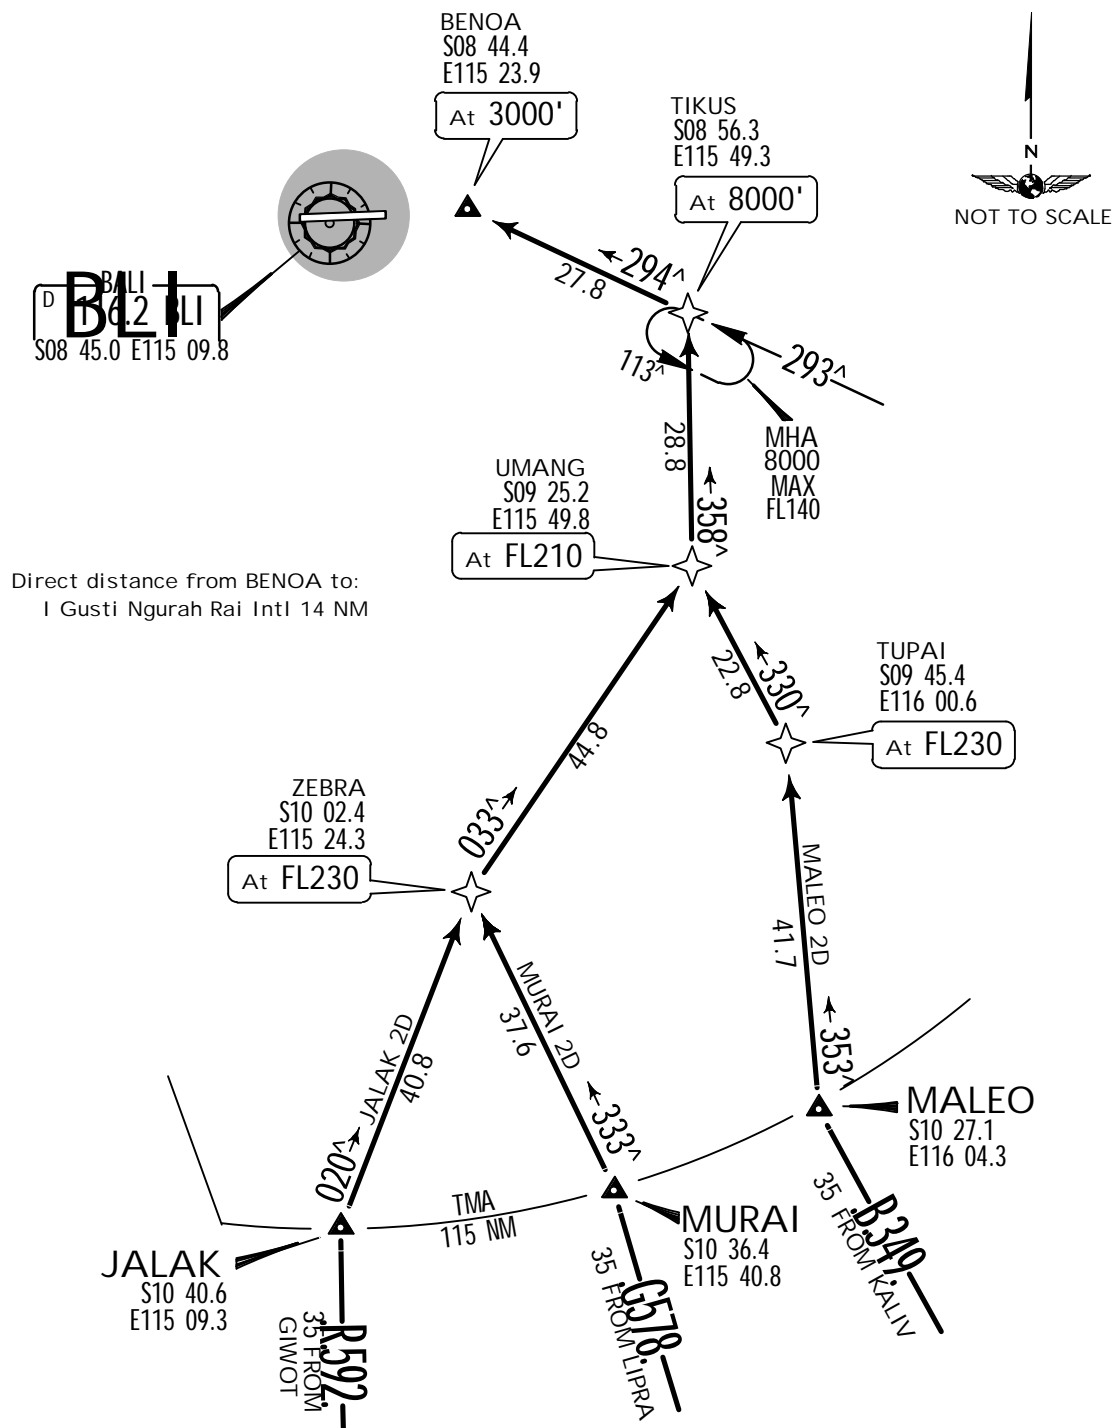 BENOA
S08 44.4
E115 23.9
At 3000'
TIKUS
S08 56.3
E115 49.3
At 8000'
N
NOT TO SCALE
BALI
D 116.2 BLI
BLI
S08 45.0 E115 09.8
294^
27.8
293^
113^
MHA
8000
MAX
FL140
28.8
358^
UMANG
S09 25.2
E115 49.8
At FL210
Direct distance from BENOA to:
I Gusti Ngurah Rai Intl 14 NM
330^
22.8
TUPAI
S09 45.4
E116 00.6
At FL230
44.8
033^
ZEBRA
S10 02.4
E115 24.3
At FL230
MALEO 2D
41.7
353^
MURAI 2D
37.6
333^
JALAK 2D
40.8
020^
MALEO
S10 27.1
E116 04.3
TMA
115 NM
MURAI
S10 36.4
E115 40.8
JALAK
S10 40.6
E115 09.3
B.349.
35 FROM KALIV
G578.
35 FROM LIPRA
R.592.
35 FROM
GIWOT